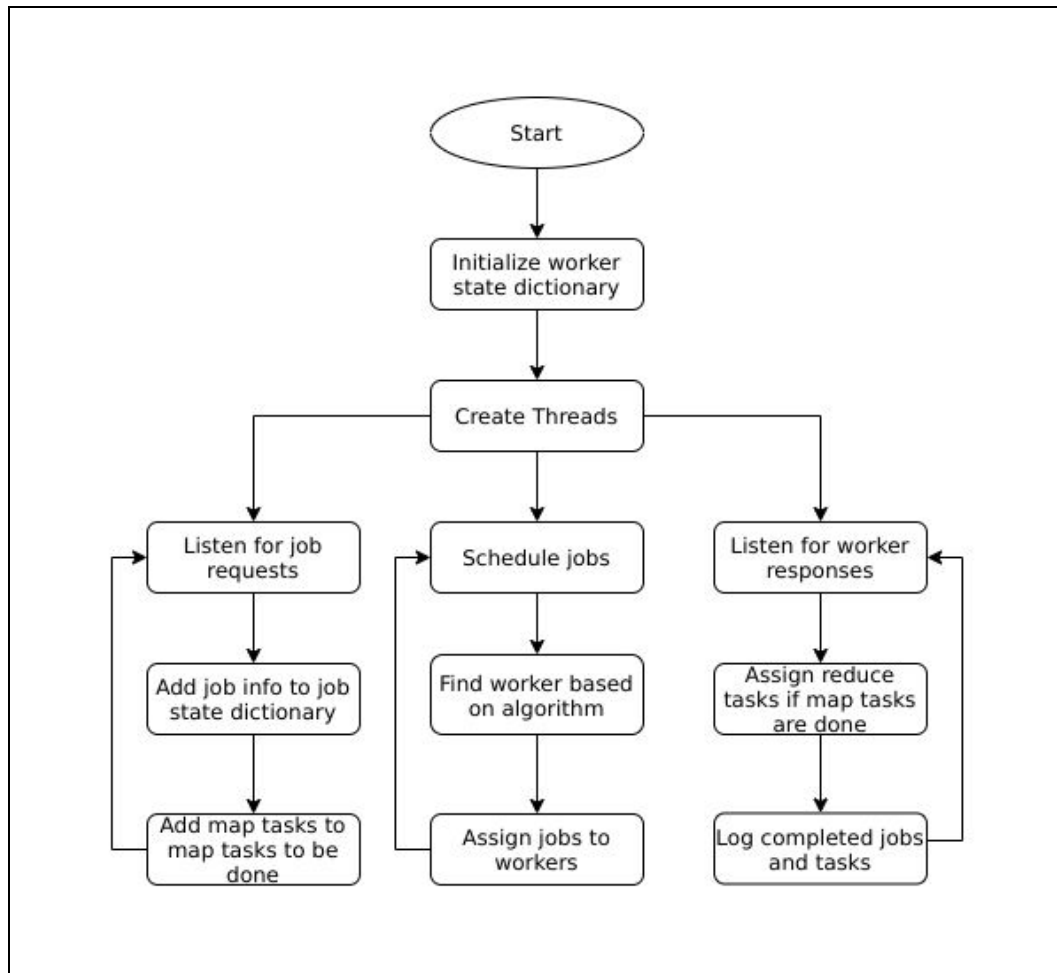 Start
Initialize worker
state dictionary
Create Threads
Listen for job
requests
Schedule jobs
Listen for worker
responses
Add job info to job
state dictionary
Find worker based
on algorithm
Assign reduce
tasks if map tasks
are done
Add map tasks to
map tasks to be
done
Assign jobs to
workers
Log completed jobs
and tasks